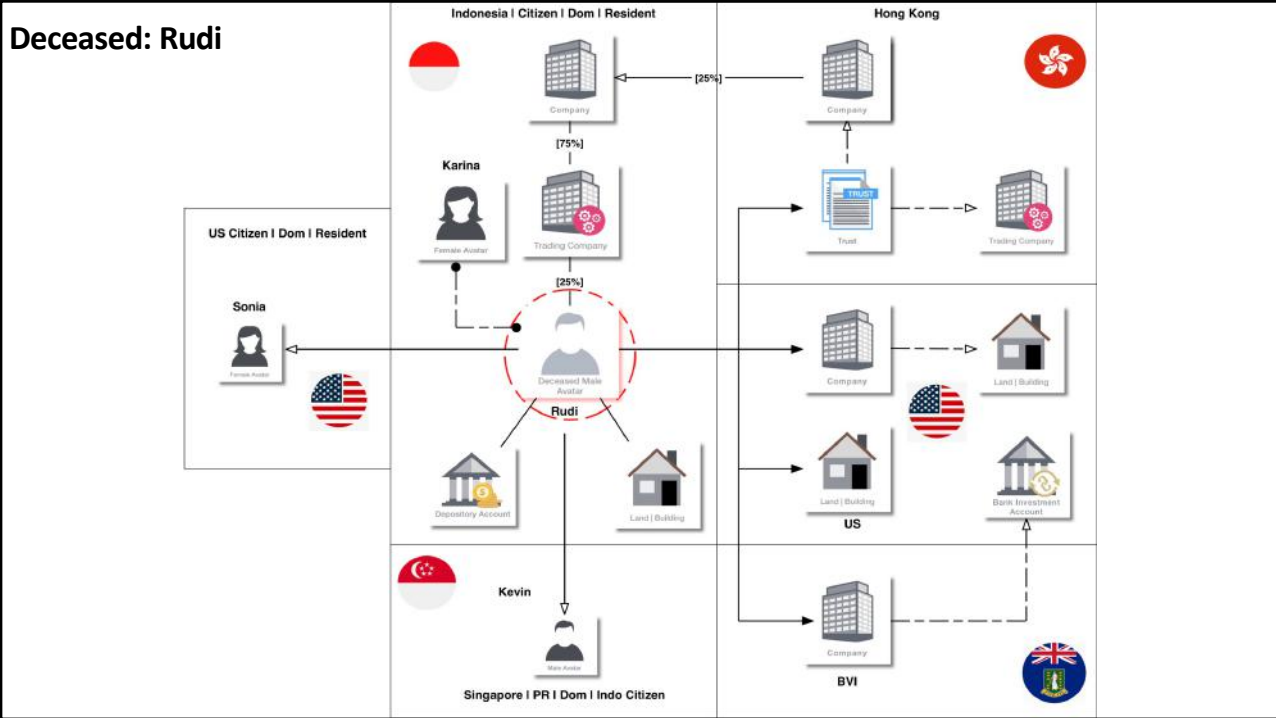 Deceased: Rudi
Indonesia | Citizen | Dom | Resident
Hong Kong
Company
[25%]
Company
[75%]
Karina
Female Avatar
Trading Company
TRUST
Trust
Trading Company
US Citizen | Dom | Resident
[25%]
Sonia
Female Avatar
Deceased Male
Avatar
Rudi
Company
Land | Building
Depository Account
Land | Building
Land | Building
US
Bank Investment
Account
Kevin
Male Avatar
Singapore | PR | Dom | Indo Citizen
Company
BVI